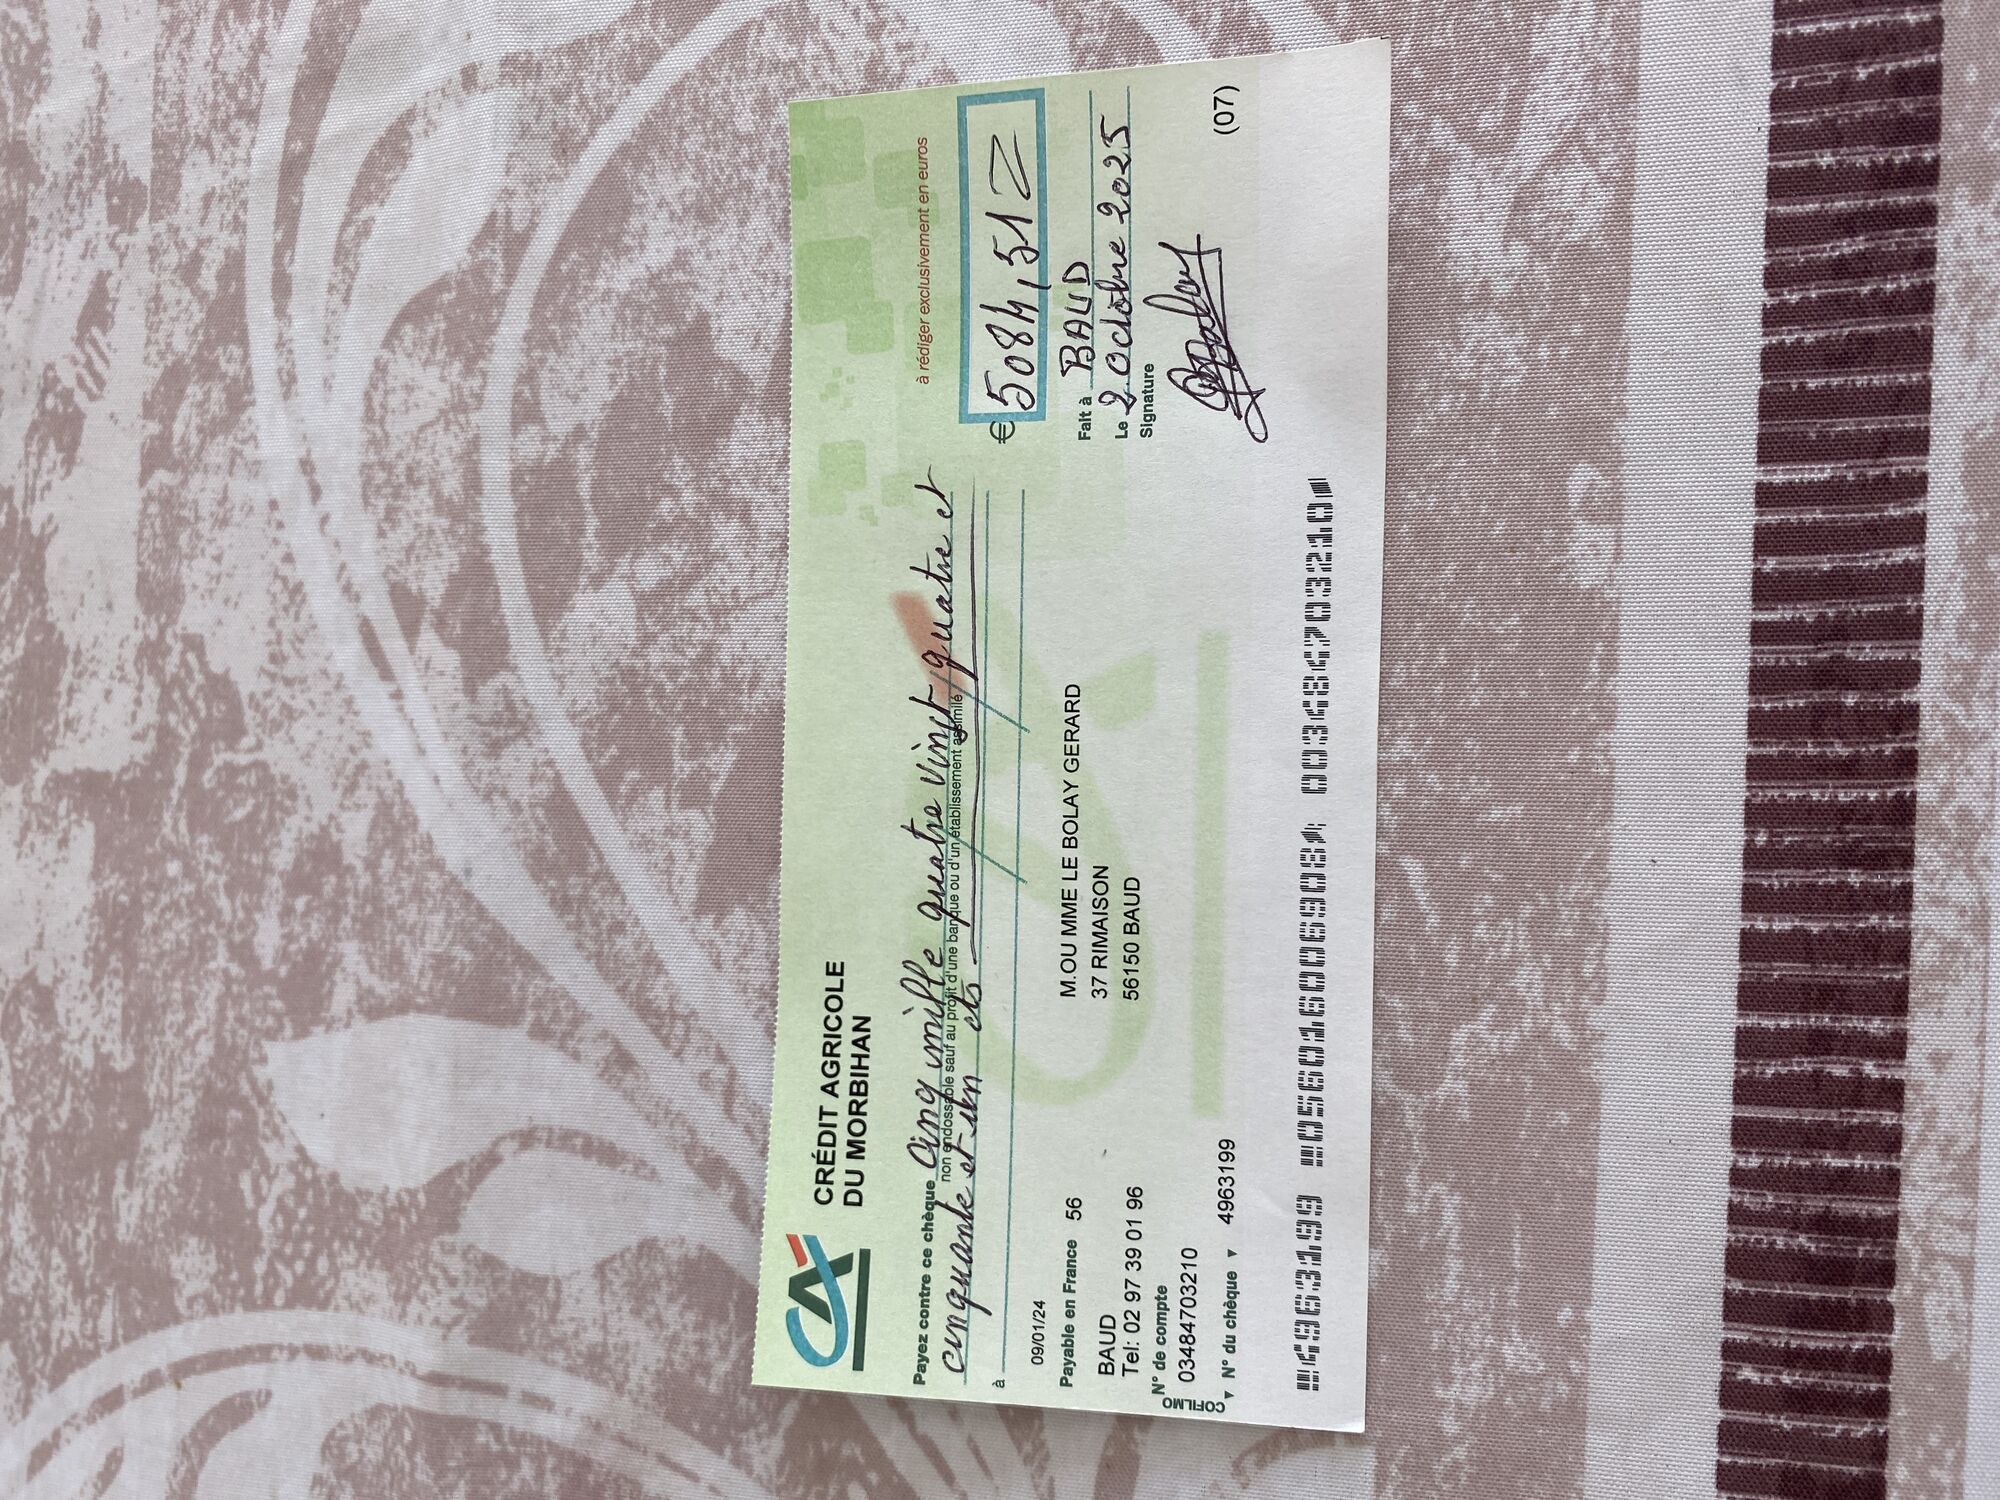 CRÉDIT AGRICOLE
DU MORBIHAN
à rédiger exclusivement en euros
Payez contre ce chèque Cinq mille quatre vingt quatre et
non endossable sauf au profit d'une banque ou d'un établissement assimilé
cinquante et un cts
€ 5084,51
à
09/01/24
Payable en France 56
BAUD
Tel: 02 97 39 01 96
N° de compte
03484703210
COFILMO
▼ N° du chèque ▼ 4963199
M.OU MME LE BOLAY GERARD
37 RIMAISON
56150 BAUD
Fait à BAUD
Le 2 Octobre 2025
Signature
(07)